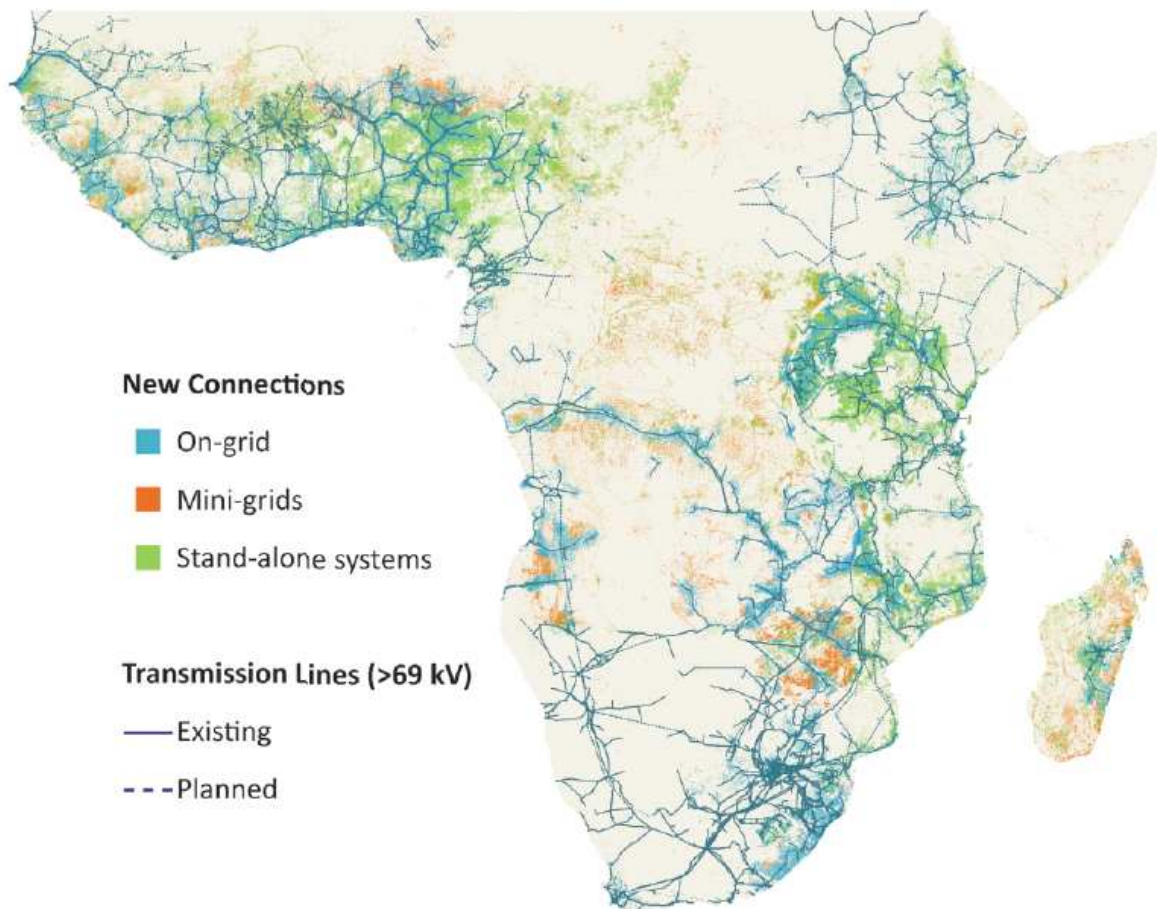 New Connections
On-grid
Mini-grids
Stand-alone systems
Transmission Lines (>69 kV)
Existing
Planned